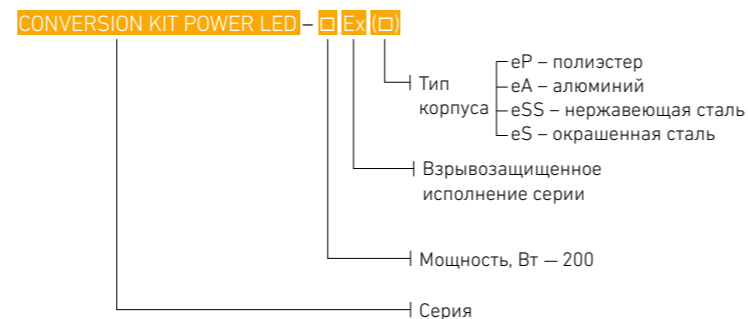 CONVERSION KIT POWER LED – □ Ex (□)
Тип
корпуса
eP – полиэстер
eA – алюминий
eSS – нержавеющая сталь
eS – окрашенная сталь
Взрывозащищенное
исполнение серии
Мощность, Вт — 200
Серия